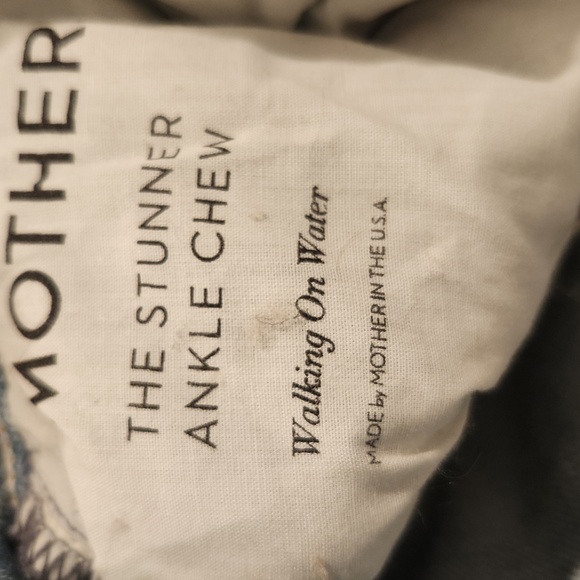 MOTHER
THE STUNNER
ANKLE CHEW
Walking On Water
MADE by MOTHER IN THE U.S.A.